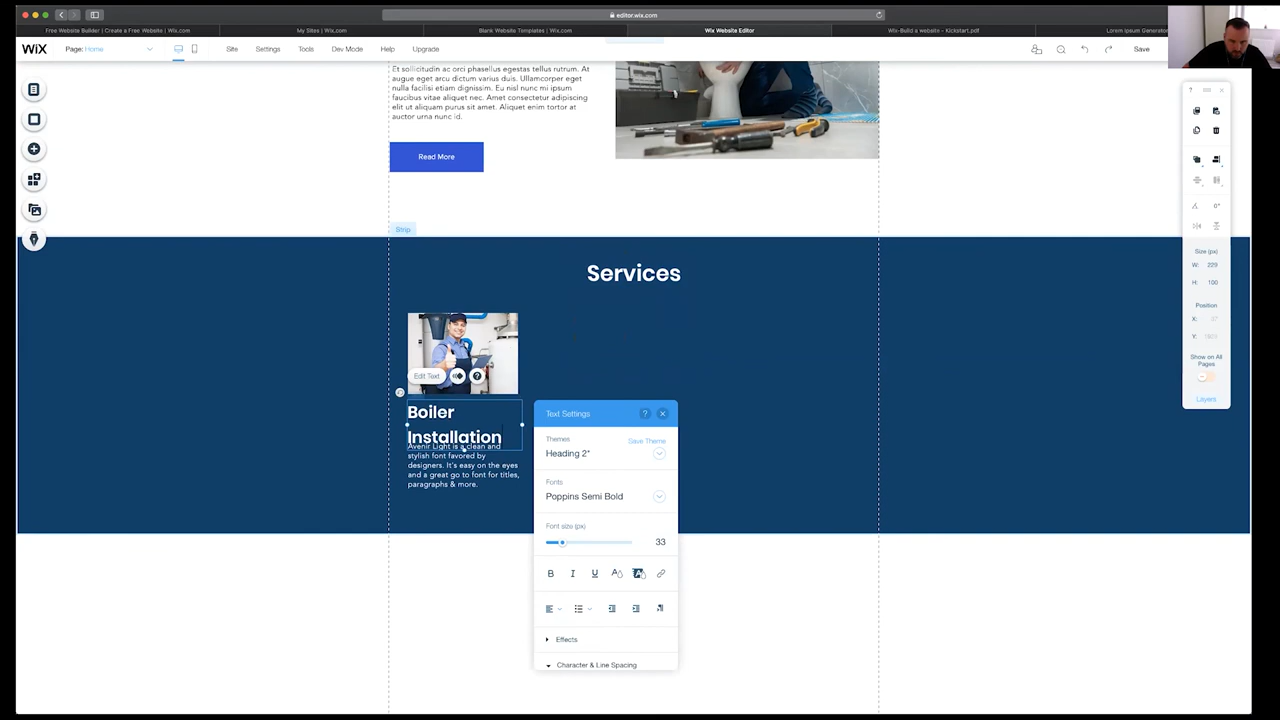 editor.wix.com
Free Website Builder | Create a Free Website | Wix.com
My Sites | Wix.com
Blank Website Templates | Wix.com
Wix Website Editor
Wix-Build a website - Kickstart.pdf
Lorem Ipsum Generator
WiX
Page: Home
Site
Settings
Tools
Dev Mode
Help
Upgrade
Save
Et sollicitudin ac orci phasellus egestas tellus rutrum. At
augue eget arcu dictum varius duis. Ullamcorper eget
nulla facilisi etiam dignissim. Eu nisl nunc mi ipsum
faucibus vitae aliquet nec. Amet consectetur adipiscing
elit ut aliquam purus sit amet. Aliquet enim tortor at
auctor urna nunc id.
Read More
Strip
Services
Edit Text
?
Boiler
Installation
Avenir Light is a clean and
stylish font favored by
designers. It's easy on the eyes
and a great go to font for titles,
paragraphs & more.
Text Settings
?
Themes
Save Theme
Heading 2*
Fonts
Poppins Semi Bold
Font size (px)
33
B
I
U
A
A
Effects
Character & Line Spacing
?
0°
Size (px)
W: 229
H: 100
Position
X:
Y:
Show on All
Pages
Layers